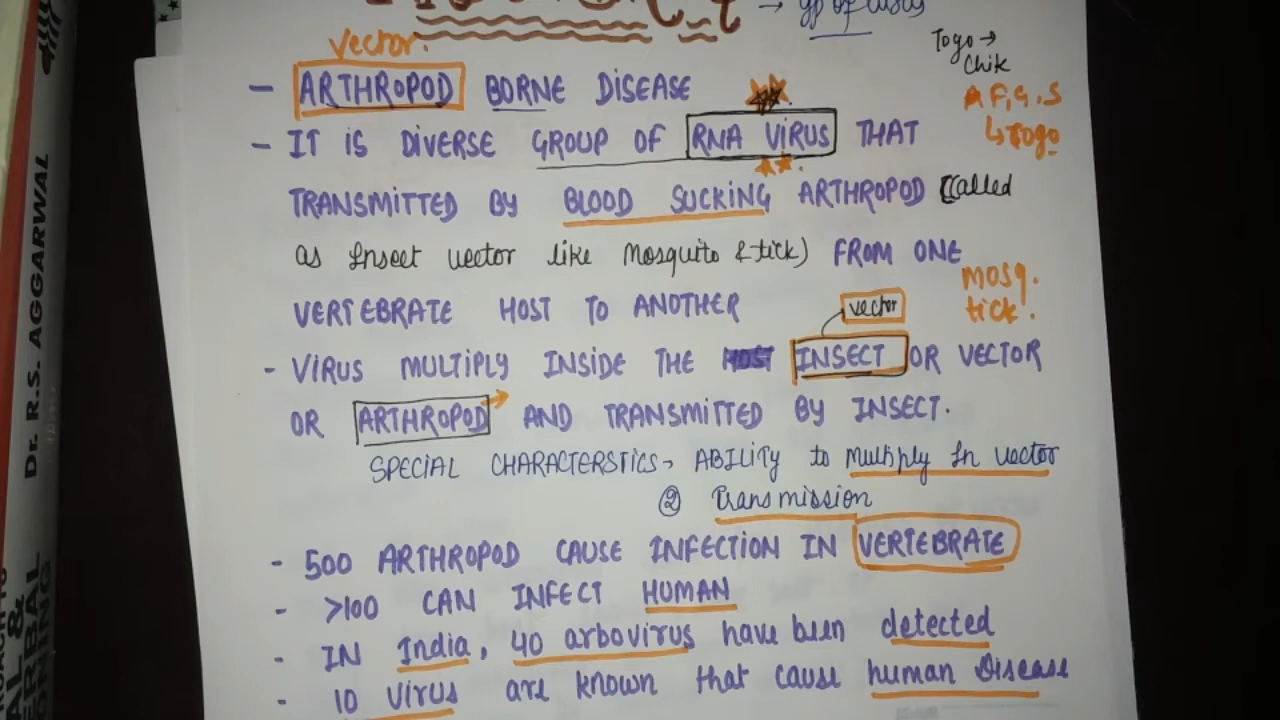 → gp of
Vector.
Togo →
Chik
- ARTHROPOD BORNE DISEASE
AF, G, S
↳ Togo
- IT IS DIVERSE GROUP OF RNA VIRUS THAT
TRANSMITTED BY BLOOD SUCKING ARTHROPOD (Called
as Insect vector like Mosquito & tick) FROM ONE
Mosq.
tick.
VERTEBRATE HOST TO ANOTHER
vector
- VIRUS MULTIPLY INSIDE THE INSECT OR VECTOR
OR ARTHROPOD → AND TRANSMITTED BY INSECT.
SPECIAL CHARACTERSTICS → ABILITY to Multiply In vector
② Transmission
- 500 ARTHROPOD CAUSE INFECTION IN VERTEBRATE
- >100 CAN INFECT HUMAN
- IN India, 40 arbovirus have been detected
- 10 Virus are known that cause human Disease
Dr. R.S. AGGARWAL